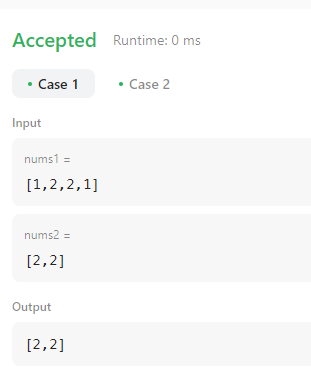 Accepted Runtime: 0 ms
• Case 1 • Case 2
Input
nums1 =
[1,2,2,1]
nums2 =
[2,2]
Output
[2,2]